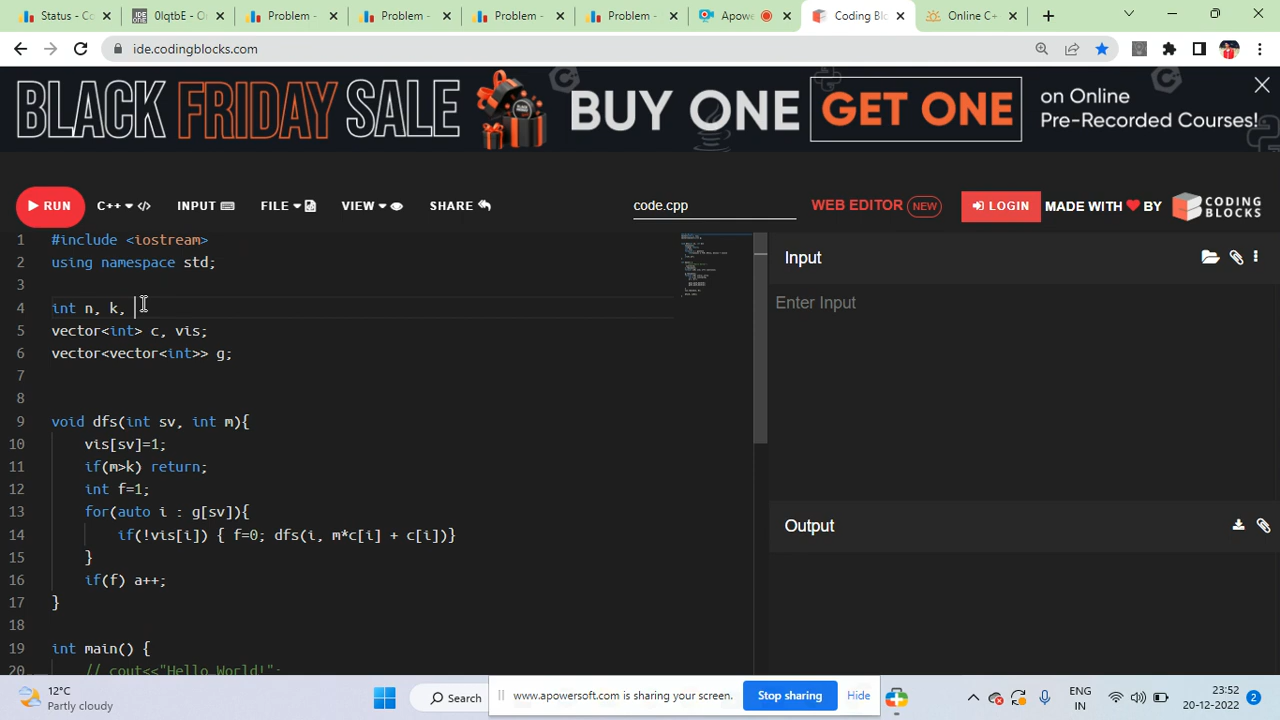 Status - Co
0lqtbE - O
Problem -
Problem -
Problem -
Problem -
Apowe
Coding Blo
Online C+
ide.codingblocks.com
BLACK FRIDAY SALE
BUY ONE GET ONE
on Online
Pre-Recorded Courses!
RUN
C++
INPUT
FILE
VIEW
SHARE
code.cpp
WEB EDITOR NEW
LOGIN
MADE WITH
BY
CODING
BLOCKS
1 #include <iostream>
2 using namespace std;
3
4 int n, k,
5 vector<int> c, vis;
6 vector<vector<int>> g;
7
8
9 void dfs(int sv, int m){
10 vis[sv]=1;
11 if(m>k) return;
12 int f=1;
13 for(auto i : g[sv]){
14 if(!vis[i]) { f=0; dfs(i, m*c[i] + c[i])}
15 }
16 if(f) a++;
17 }
18
19 int main() {
20 // cout<<"Hello World!";
Input
Enter Input
Output
12°C
Partly cloudy
Search
www.apowersoft.com is sharing your screen.
Stop sharing
Hide
ENG
IN
23:52
20-12-2022
2